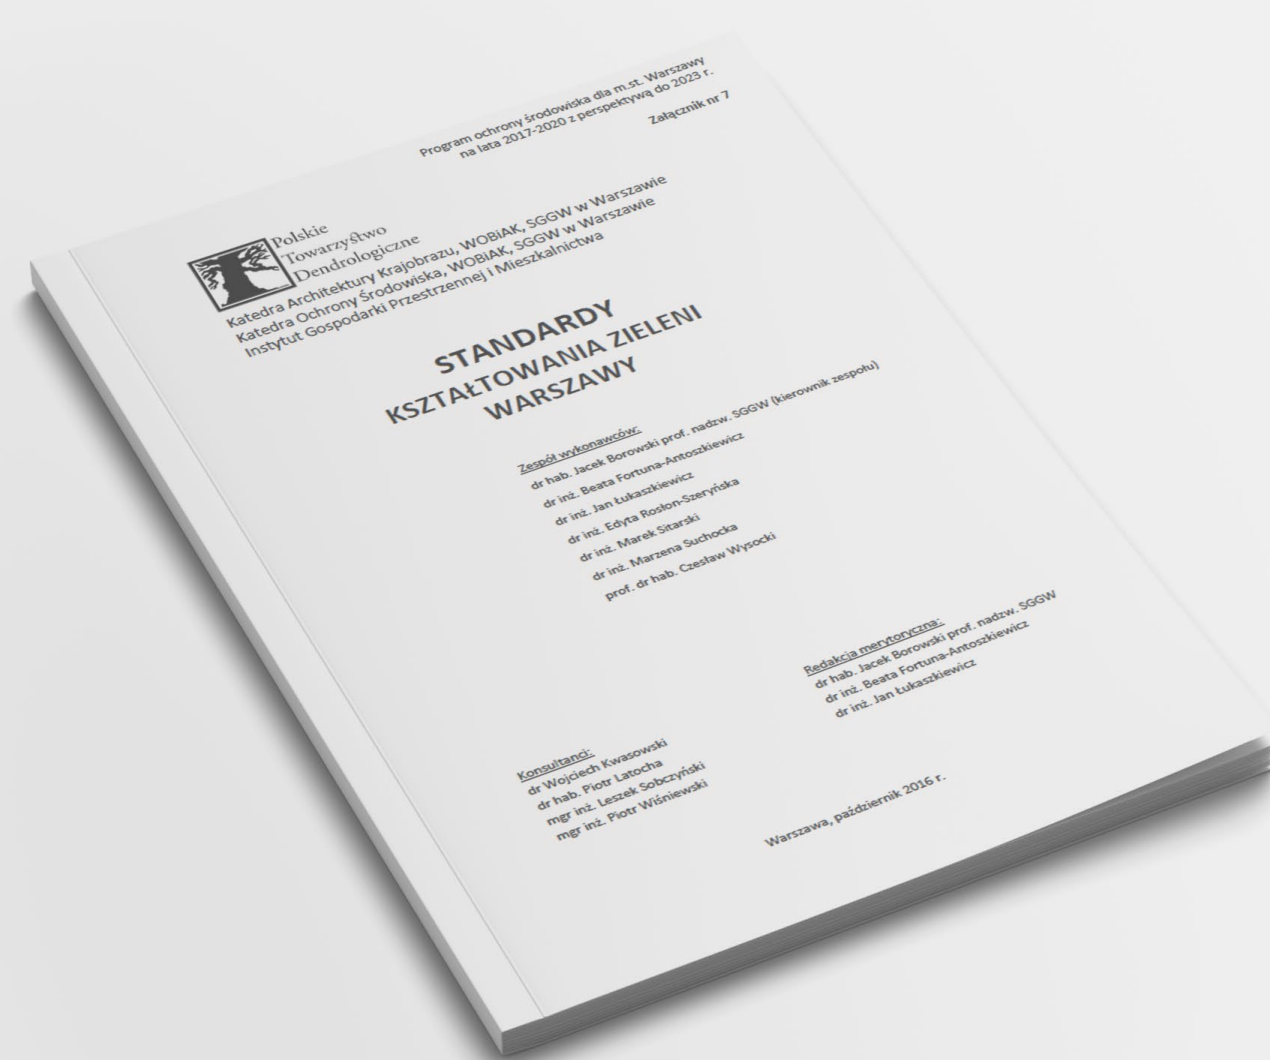 Program ochrony środowiska dla m.st. Warszawy
na lata 2017-2020 z perspektywą do 2023 r.
Załącznik nr 7
Polskie
Towarzystwo
Dendrologiczne
Katedra Architektury Krajobrazu, WOBiAK, SGGW w Warszawie
Katedra Ochrony Środowiska, WOBiAK, SGGW w Warszawie
Instytut Gospodarki Przestrzennej i Mieszkalnictwa
STANDARDY
KSZTAŁTOWANIA ZIELENI
WARSZAWY
Zespół wykonawców:
dr hab. Jacek Borowski prof. nadzw. SGGW (kierownik zespołu)
dr inż. Beata Fortuna-Antoszkiewicz
dr inż. Jan Łukaszkiewicz
dr inż. Edyta Rosłon-Szeryńska
dr inż. Marek Sitarski
dr inż. Marzena Suchocka
prof. dr hab. Czesław Wysocki
Redakcja merytoryczna:
dr hab. Jacek Borowski prof. nadzw. SGGW
dr inż. Beata Fortuna-Antoszkiewicz
dr inż. Jan Łukaszkiewicz
Konsultanci:
dr Wojciech Kwasowski
dr hab. Piotr Latocha
mgr inż. Leszek Sobczyński
mgr inż. Piotr Wiśniewski
Warszawa, październik 2016 r.